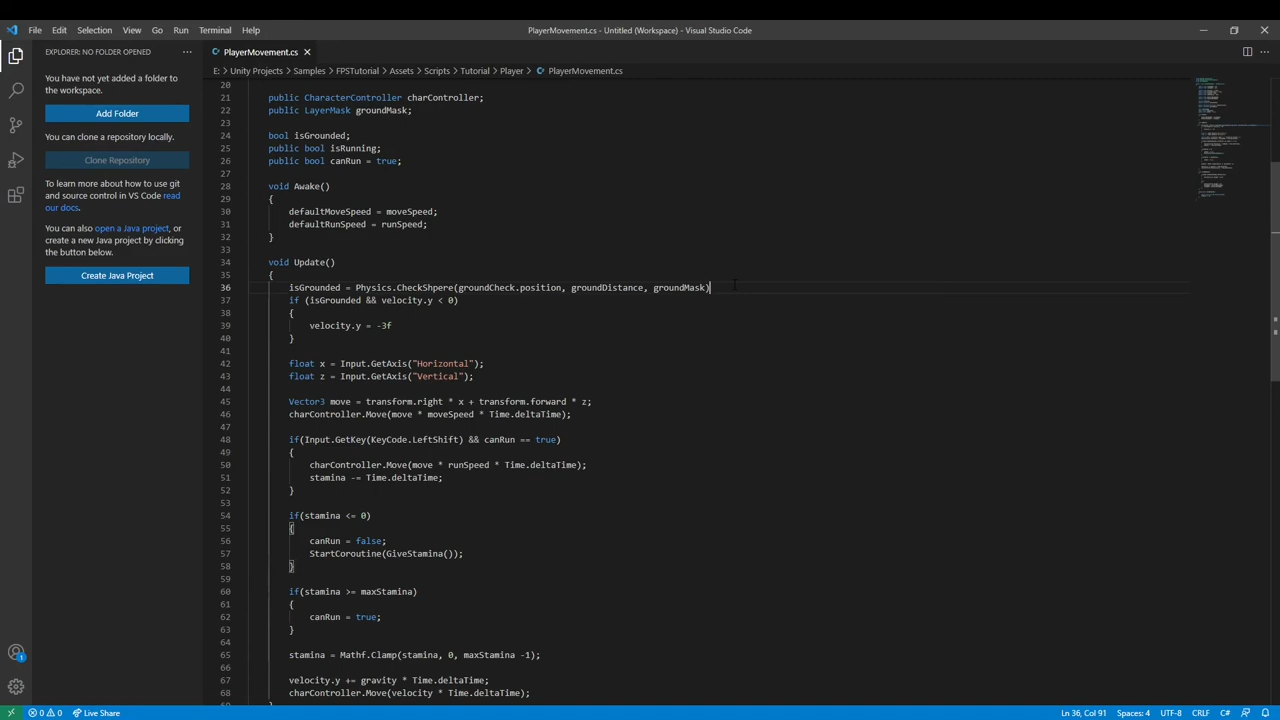 File Edit Selection View Go Run Terminal Help
PlayerMovement.cs - Untitled (Workspace) - Visual Studio Code
EXPLORER: NO FOLDER OPENED
PlayerMovement.cs
E: > Unity Projects > Samples > FPSTutorial > Assets > Scripts > Tutorial > Player > PlayerMovement.cs
You have not yet added a folder to
the workspace.
Add Folder
You can clone a repository locally.
Clone Repository
To learn more about how to use git
and source control in VS Code read
our docs.
You can also open a Java project, or
create a new Java project by clicking
the button below.
Create Java Project
20
21 public CharacterController charController;
22 public LayerMask groundMask;
23
24 bool isGrounded;
25 public bool isRunning;
26 public bool canRun = true;
27
28 void Awake()
29 {
30 defaultMoveSpeed = moveSpeed;
31 defaultRunSpeed = runSpeed;
32 }
33
34 void Update()
35 {
36 isGrounded = Physics.CheckShpere(groundCheck.position, groundDistance, groundMask)
37 if (isGrounded && velocity.y < 0)
38 {
39 velocity.y = -3f
40 }
41
42 float x = Input.GetAxis("Horizontal");
43 float z = Input.GetAxis("Vertical");
44
45 Vector3 move = transform.right * x + transform.forward * z;
46 charController.Move(move * moveSpeed * Time.deltaTime);
47
48 if(Input.GetKey(KeyCode.LeftShift) && canRun == true)
49 {
50 charController.Move(move * runSpeed * Time.deltaTime);
51 stamina -= Time.deltaTime;
52 }
53
54 if(stamina <= 0)
55 {
56 canRun = false;
57 StartCoroutine(GiveStamina());
58 }
59
60 if(stamina >= maxStamina)
61 {
62 canRun = true;
63 }
64
65 stamina = Mathf.Clamp(stamina, 0, maxStamina -1);
66
67 velocity.y += gravity * Time.deltaTime;
68 charController.Move(velocity * Time.deltaTime);
1
0 0 Live Share
Ln 36, Col 91 Spaces: 4 UTF-8 CRLF C#